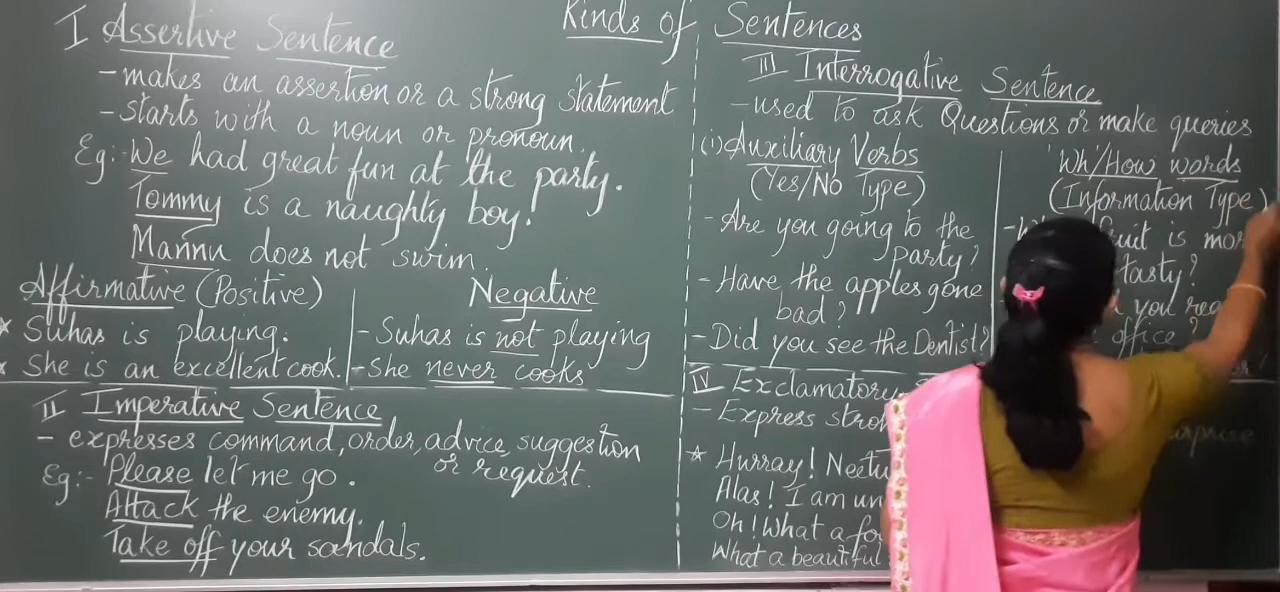 Kinds of Sentences
I Assertive Sentence
- makes an assertion or a strong statement
- starts with a noun or pronoun.
Eg:- We had great fun at the party.
Tommy is a naughty boy.
Mannu does not swim.
Affirmative (Positive)
* Suhas is playing.
* She is an excellent cook.
Negative
- Suhas is not playing
- She never cooks
II Imperative Sentence
- expresses command, order, advice, suggestion
or request.
Eg:- Please let me go.
Attack the enemy.
Take off your sandals.
III Interrogative Sentence
- used to ask Questions or make queries
(i) Auxiliary Verbs
(Yes/No Type)
- Are you going to the
party?
- Have the apples gone
bad?
- Did you see the Dentist?
'Wh'/How words
(Information Type)
is
tasty?
you
office?
IV Exclamatory
- Express
* Hurray! Neetu
Alas! I am
Oh! What a
What a beautiful